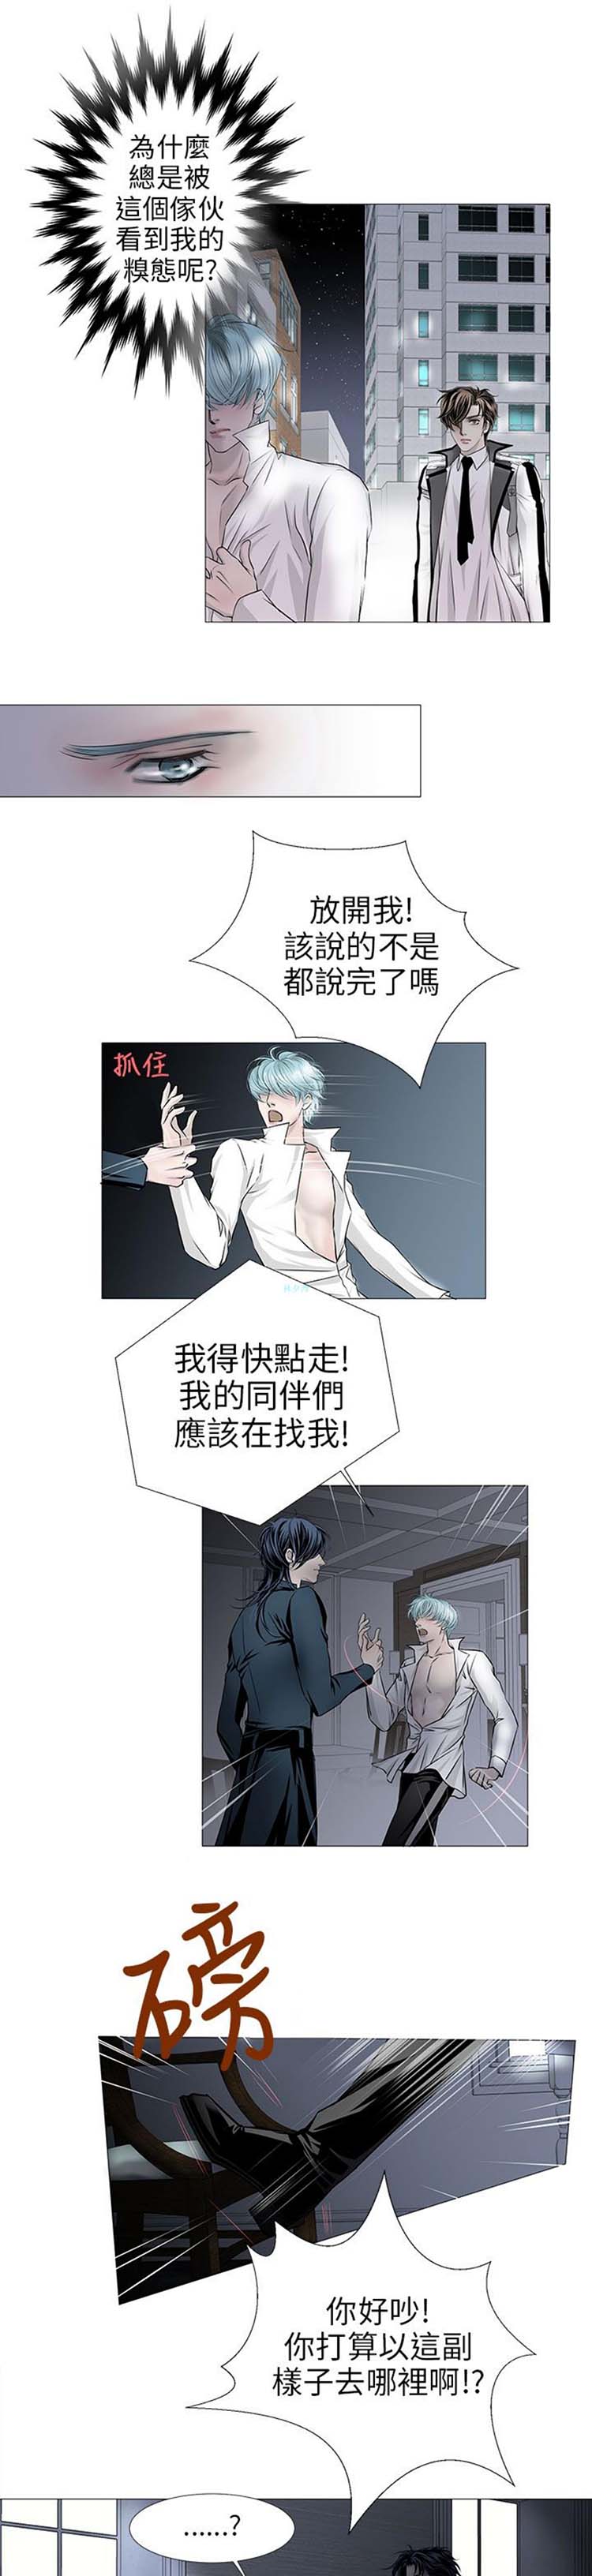 為什麼
總是被
這個傢伙
看到我的
糗態呢?
放開我!
該說的不是
都說完了嗎
抓住
我得快點走!
我的同伴們
應該在找我!
磅
你好吵!
你打算以這副
樣子去哪裡啊!?
……?